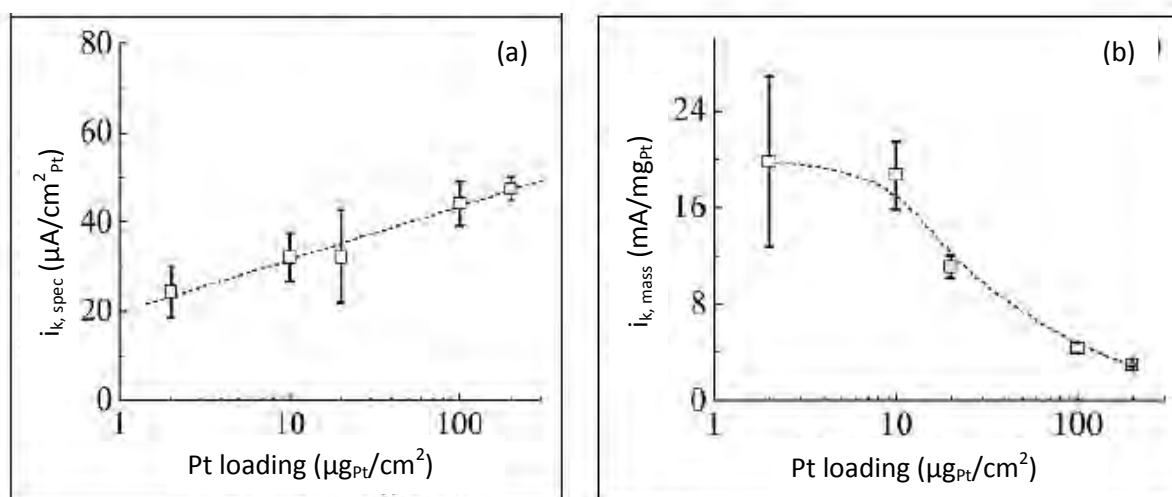 (a)
80
60
40
20
0
1
10
100
i_k, spec (µA/cm²_Pt)
Pt loading (µg_Pt/cm²)
(b)
24
16
8
0
1
10
100
i_k, mass (mA/mg_Pt)
Pt loading (µg_Pt/cm²)